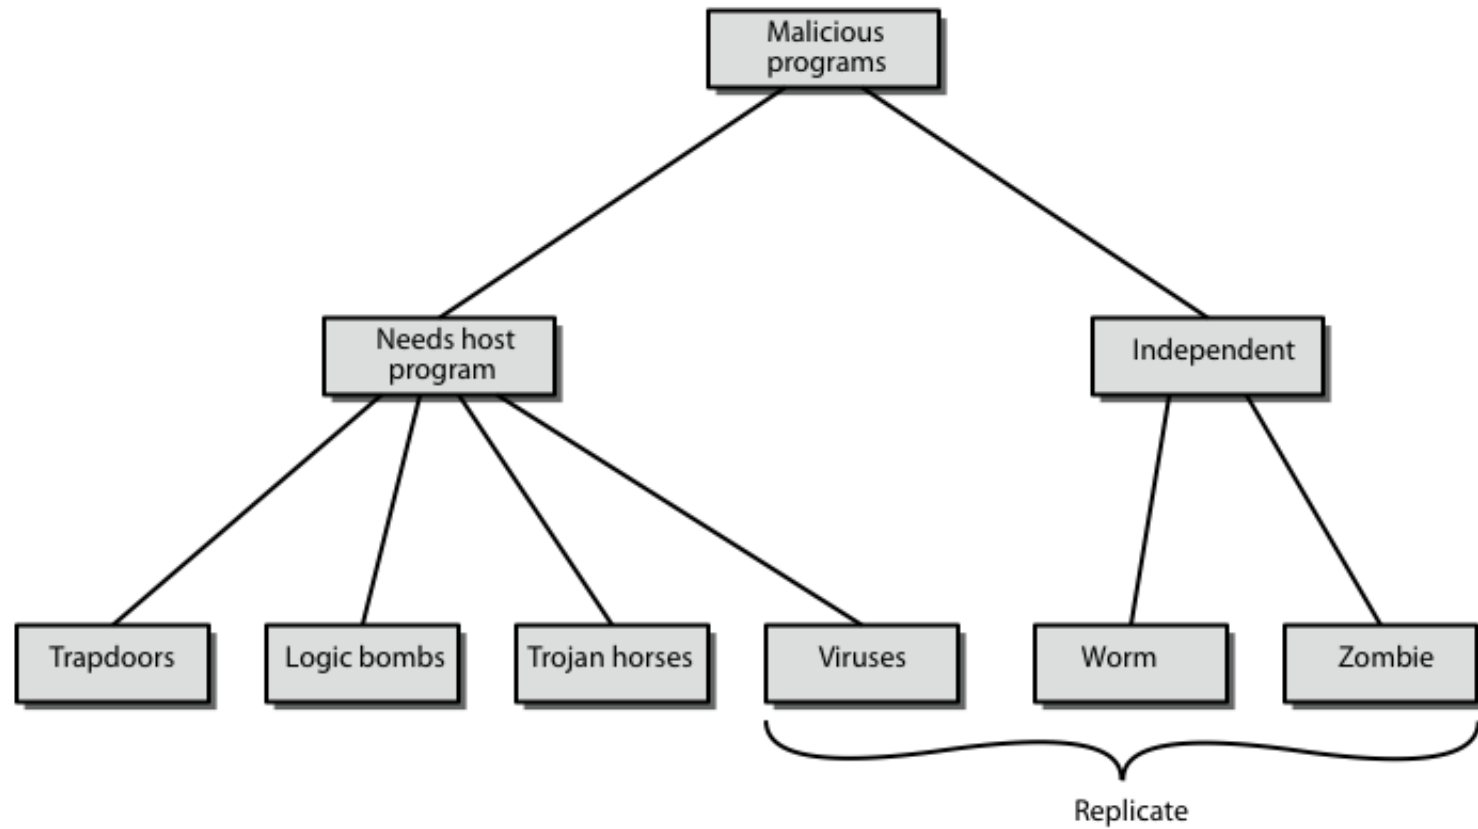 Malicious
programs
Needs host
program
Independent
Trapdoors
Logic bombs
Trojan horses
Viruses
Worm
Zombie
Replicate